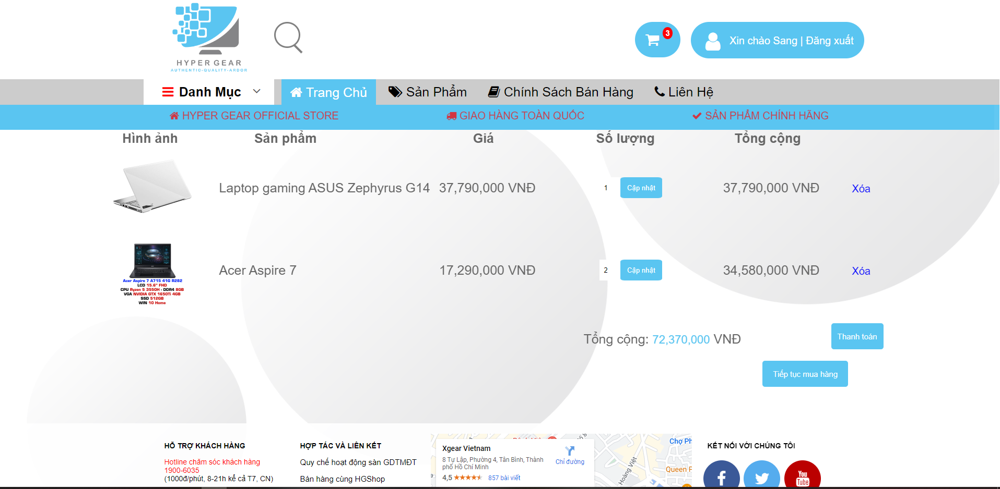 HYPER GEAR
AUTHENTIC-QUALITY-ARDOR
3
Xin chào Sang | Đăng xuất
Danh Mục
Trang Chủ
Sản Phẩm
Chính Sách Bán Hàng
Liên Hệ
HYPER GEAR OFFICIAL STORE
GIAO HÀNG TOÀN QUỐC
SẢN PHẨM CHÍNH HÃNG
Hình ảnh Sản phẩm Giá Số lượng Tổng cộng
Laptop gaming ASUS Zephyrus G14 37,790,000 VNĐ 1 Cập nhật 37,790,000 VNĐ Xóa
Acer Aspire 7 17,290,000 VNĐ 2 Cập nhật 34,580,000 VNĐ Xóa
Acer Aspire 7 A715 41G R282
LCD 15.6" FHD
CPU Ryzen 5 3550H - DDR4 8GB
VGA NVIDIA GTX 1650Ti 4GB
SSD 512GB
WIN 10 Home
Tổng cộng: 72,370,000 VNĐ
Thanh toán
Tiếp tục mua hàng
HỖ TRỢ KHÁCH HÀNG
Hotline chăm sóc khách hàng
1900-6035
(1000đ/phút, 8-21h kể cả T7, CN)
HỢP TÁC VÀ LIÊN KẾT
Quy chế hoạt động sàn GDTMĐT
Bán hàng cùng HGShop
Xgear Vietnam
8 Tự Lập, Phường 4, Tân Bình, Thành
phố Hồ Chí Minh
4,5
857 bài viết
Chỉ đường
Hoàng Việt
Chợ Ph
Queen
KẾT NỐI VỚI CHÚNG TÔI
You
Tube